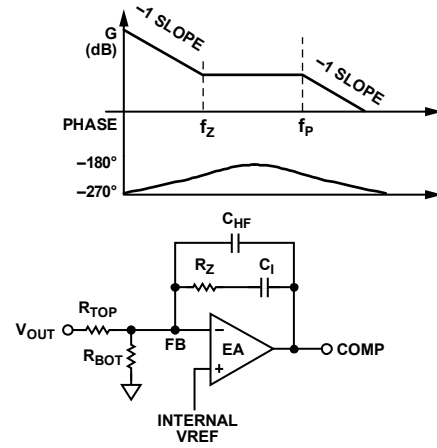 G
(dB)
–1 SLOPE
–1 SLOPE
PHASE
fZ
fP
–180°
–270°
CHF
RZ
CI
RTOP
VOUT
RBOT
FB
–
EA
+
COMP
INTERNAL
VREF